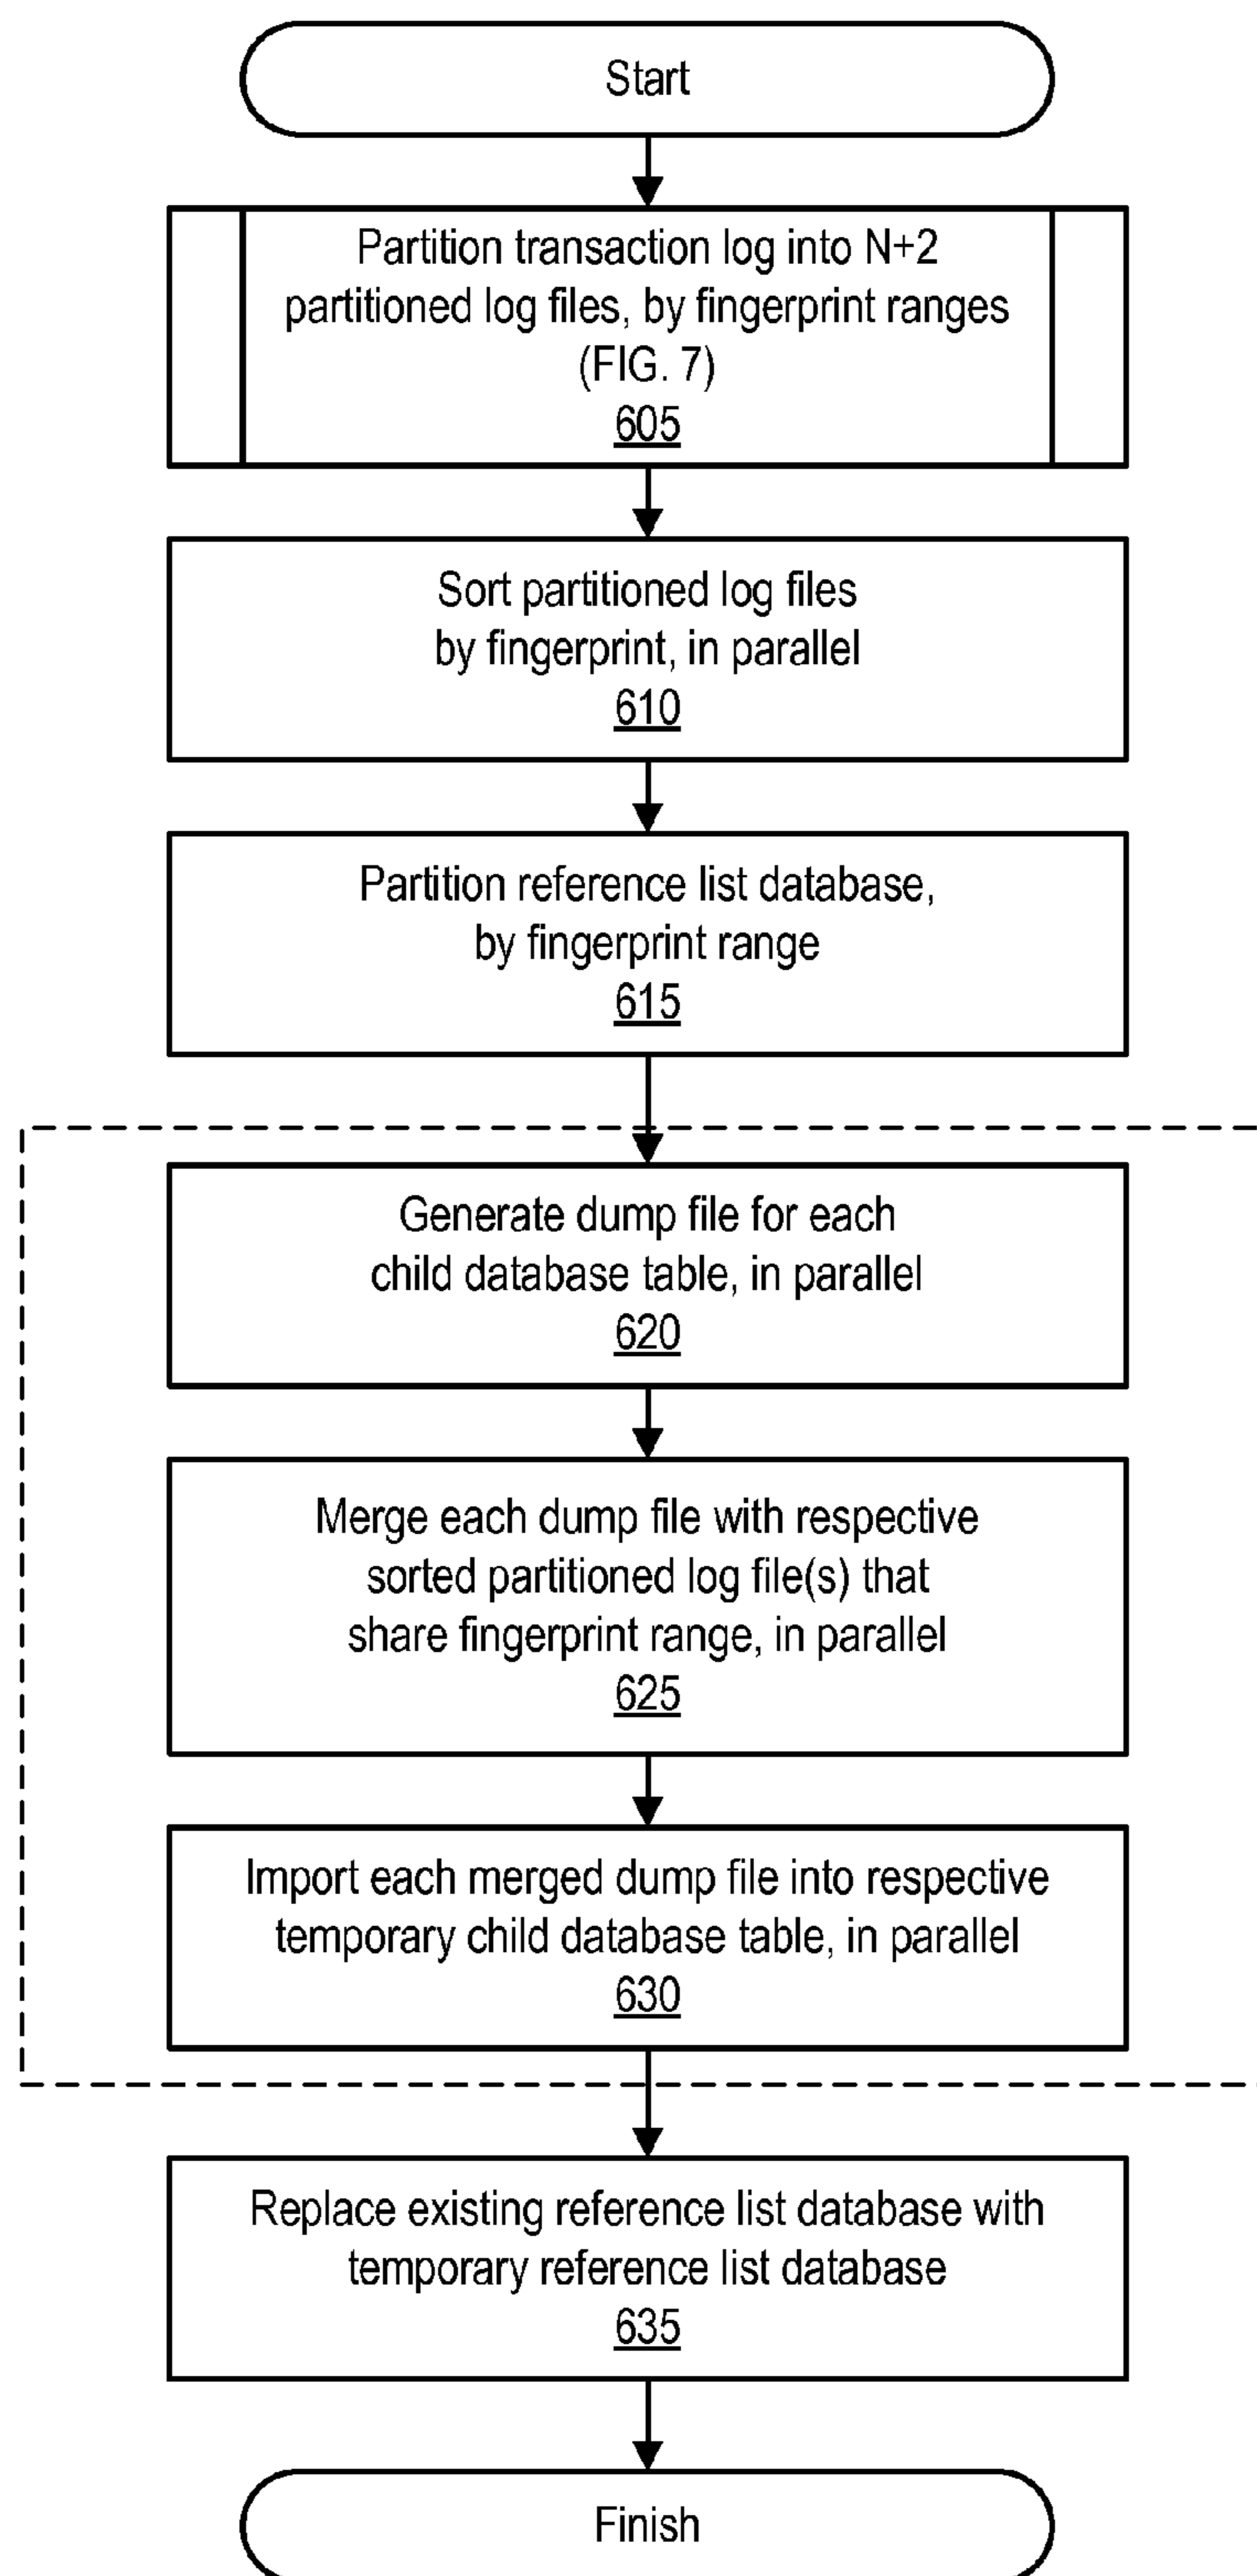 Start
Partition transaction log into N+2
partitioned log files, by fingerprint ranges
(FIG. 7)
605
Sort partitioned log files
by fingerprint, in parallel
610
Partition reference list database,
by fingerprint range
615
Generate dump file for each
child database table, in parallel
620
Merge each dump file with respective
sorted partitioned log file(s) that
share fingerprint range, in parallel
625
Import each merged dump file into respective
temporary child database table, in parallel
630
Replace existing reference list database with
temporary reference list database
635
Finish